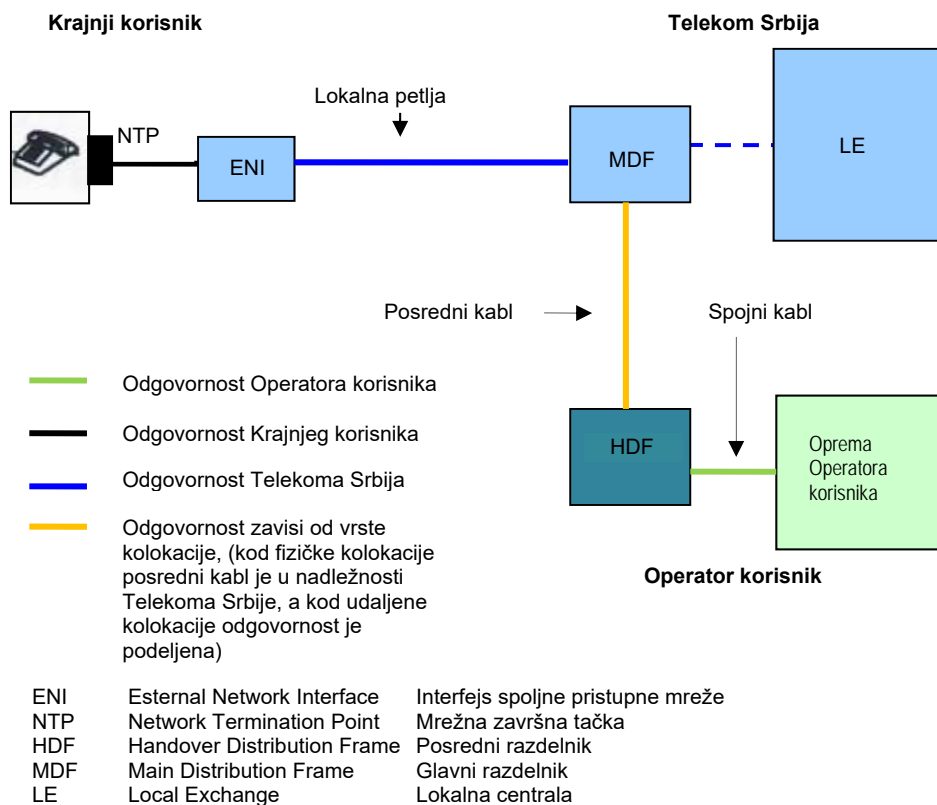 Krajnji korisnik
Telekom Srbija
Lokalna petlja
NTP
ENI
MDF
LE
Posredni kabl
Spojni kabl
HDF
Oprema
Operatora
korisnika
Operator korisnik
Odgovornost Operatora korisnika
Odgovornost Krajnjeg korisnika
Odgovornost Telekoma Srbija
Odgovornost zavisi od vrste
kolokacije, (kod fizičke kolokacije
posredni kabl je u nadležnosti
Telekoma Srbije, a kod udaljene
kolokacije odgovornost je
podeljena)
ENI Esternal Network Interface Interfejs spoljne pristupne mreže
NTP Network Termination Point Mrežna završna tačka
HDF Handover Distribution Frame Posredni razdelnik
MDF Main Distribution Frame Glavni razdelnik
LE Local Exchange Lokalna centrala